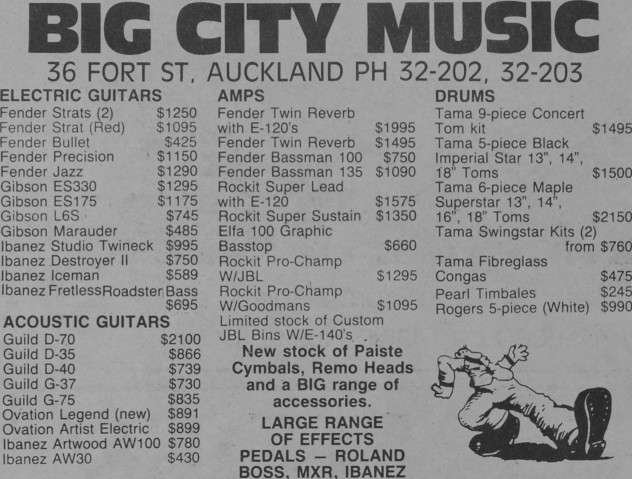 BIG CITY MUSIC
36 FORT ST, AUCKLAND PH 32-202, 32-203
ELECTRIC GUITARS
Fender Strats (2) $1250
Fender Strat (Red) $1095
Fender Bullet $425
Fender Precision $1150
Fender Jazz $1290
Gibson ES330 $1295
Gibson ES175 $1175
Gibson L6S $745
Gibson Marauder $485
Ibanez Studio Twineck $995
Ibanez Destroyer II $750
Ibanez Iceman $589
Ibanez Fretless Roadster Bass
$695
ACOUSTIC GUITARS
Guild D-70 $2100
Guild D-35 $866
Guild D-40 $739
Guild G-37 $730
Guild G-75 $835
Ovation Legend (new) $891
Ovation Artist Electric $899
Ibanez Artwood AW100 $780
Ibanez AW30 $430
AMPS
Fender Twin Reverb
with E-120's $1995
Fender Twin Reverb $1495
Fender Bassman 100 $750
Fender Bassman 135 $1090
Rockit Super Lead
with E-120 $1575
Rockit Super Sustain $1350
Elfa 100 Graphic
Basstop $660
Rockit Pro-Champ
W/JBL $1295
Rockit Pro-Champ
W/Goodmans $1095
Limited stock of Custom
JBL Bins W/E-140's
New stock of Paiste
Cymbals, Remo Heads
and a BIG range of
accessories.
LARGE RANGE
OF EFFECTS
PEDALS — ROLAND
BOSS, MXR, IBANEZ
DRUMS
Tama 9-piece Concert
Tom kit $1495
Tama 5-piece Black
Imperial Star 13", 14",
18" Toms $1500
Tama 6-piece Maple
Superstar 13", 14",
16", 18" Toms $2150
Tama Swingstar Kits (2)
from $760
Tama Fibreglass
Congas $475
Pearl Timbales $245
Rogers 5-piece (White) $990